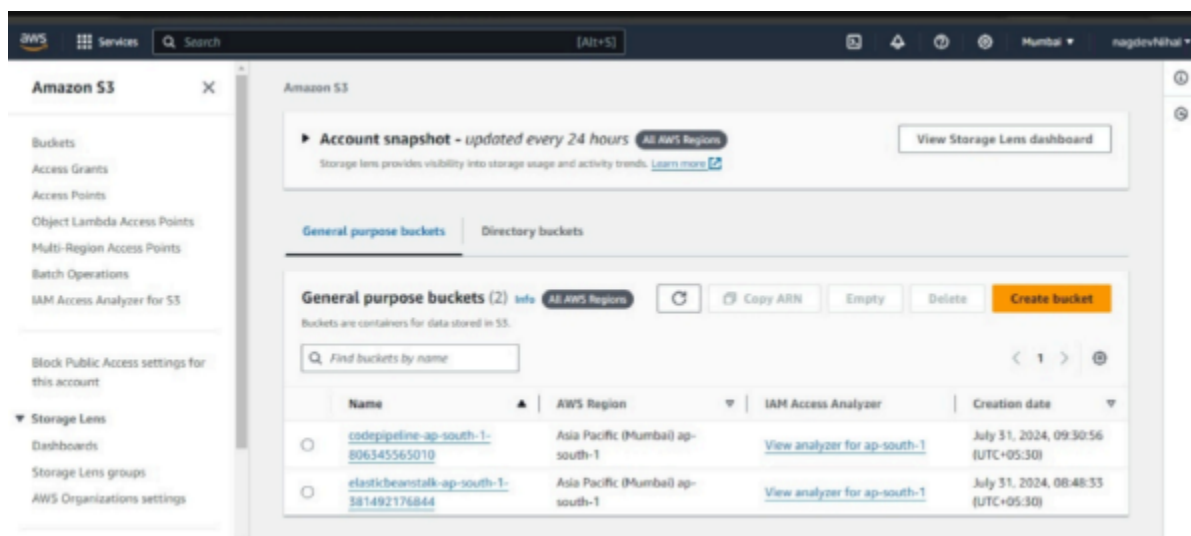 aws Services Search [Alt+S] Mumbai ▼ nagdevNihal ▼
Amazon S3
Buckets
Access Grants
Access Points
Object Lambda Access Points
Multi-Region Access Points
Batch Operations
IAM Access Analyzer for S3
Block Public Access settings for
this account
▼ Storage Lens
Dashboards
Storage Lens groups
AWS Organizations settings
Amazon S3
Account snapshot - updated every 24 hours All AWS Regions
Storage lens provides visibility into storage usage and activity trends. Learn more
View Storage Lens dashboard
General purpose buckets Directory buckets
General purpose buckets (2) Info All AWS Regions Copy ARN Empty Delete Create bucket
Buckets are containers for data stored in S3.
Find buckets by name 1
Name AWS Region IAM Access Analyzer Creation date
codepipeline-ap-south-1-
806345565010
Asia Pacific (Mumbai) ap-
south-1
View analyzer for ap-south-1
July 31, 2024, 09:30:56
(UTC+05:30)
elasticbeanstalk-ap-south-1-
381492176844
Asia Pacific (Mumbai) ap-
south-1
View analyzer for ap-south-1
July 31, 2024, 08:48:33
(UTC+05:30)